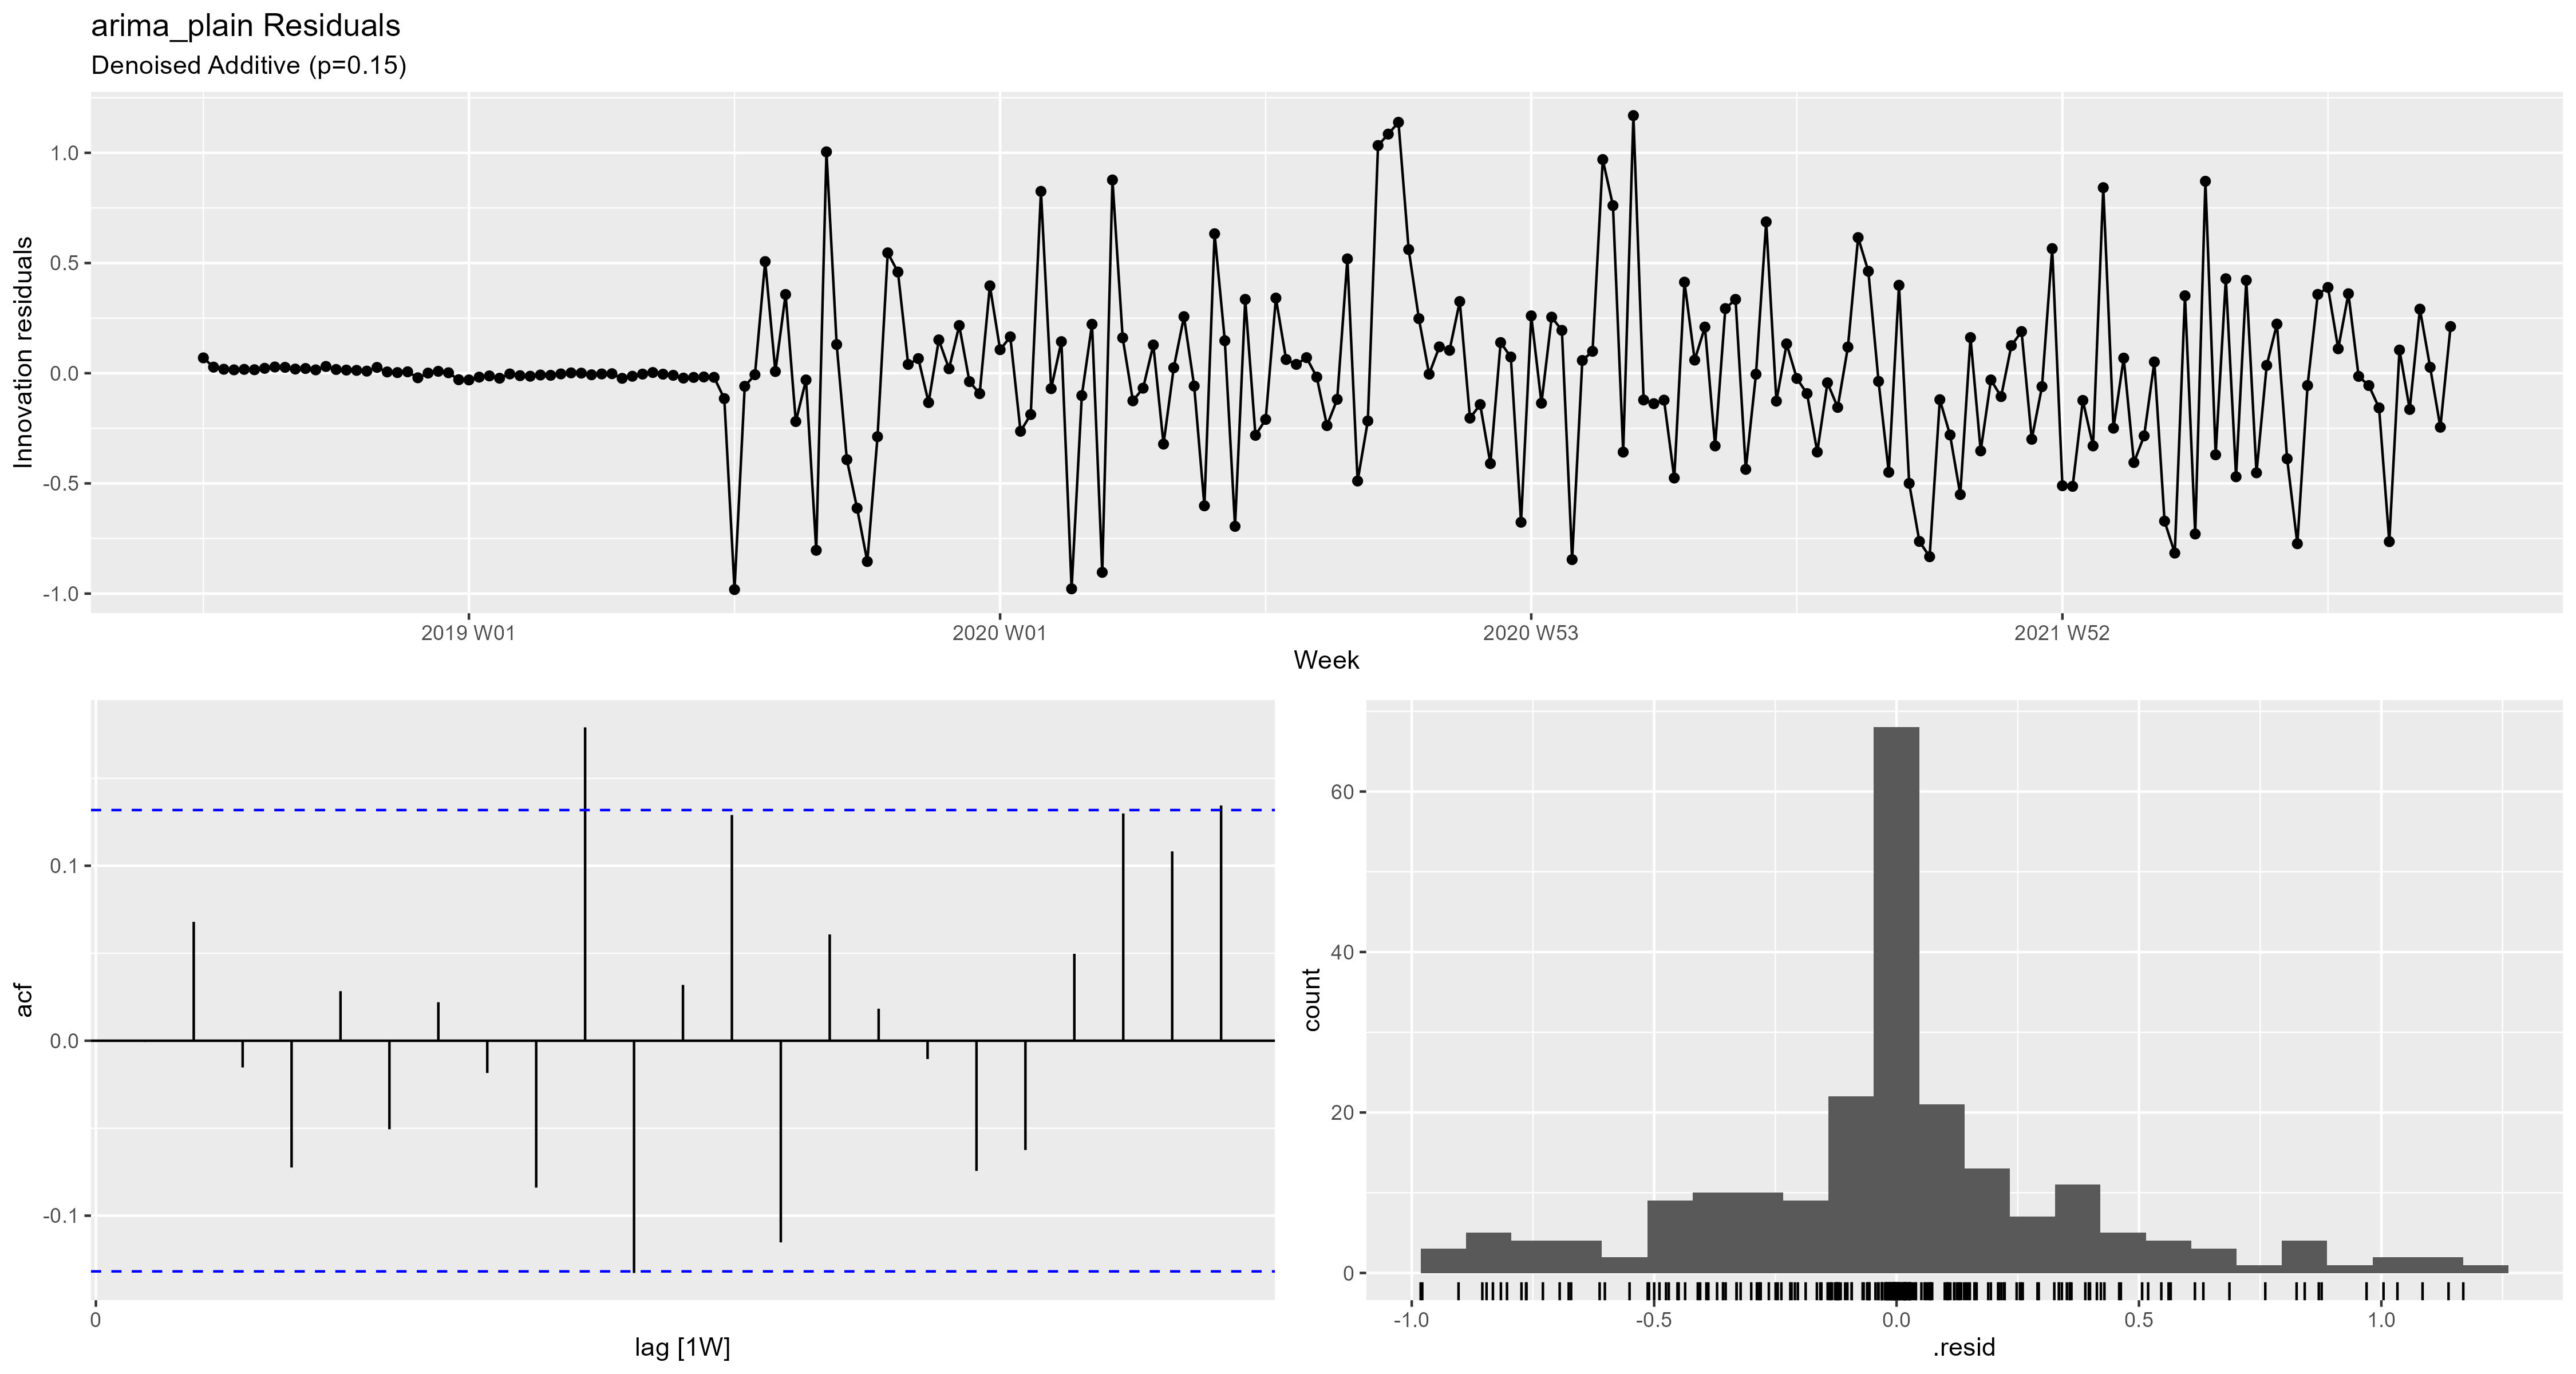 arima_plain Residuals
Denoised Additive (p=0.15)
Innovation residuals
1.0
0.5
0.0
-0.5
-1.0
2019 W01
2020 W01
2020 W53
2021 W52
Week
acf
0.1
0.0
-0.1
0
lag [1W]
count
60
40
20
0
-1.0
-0.5
0.0
0.5
1.0
.resid